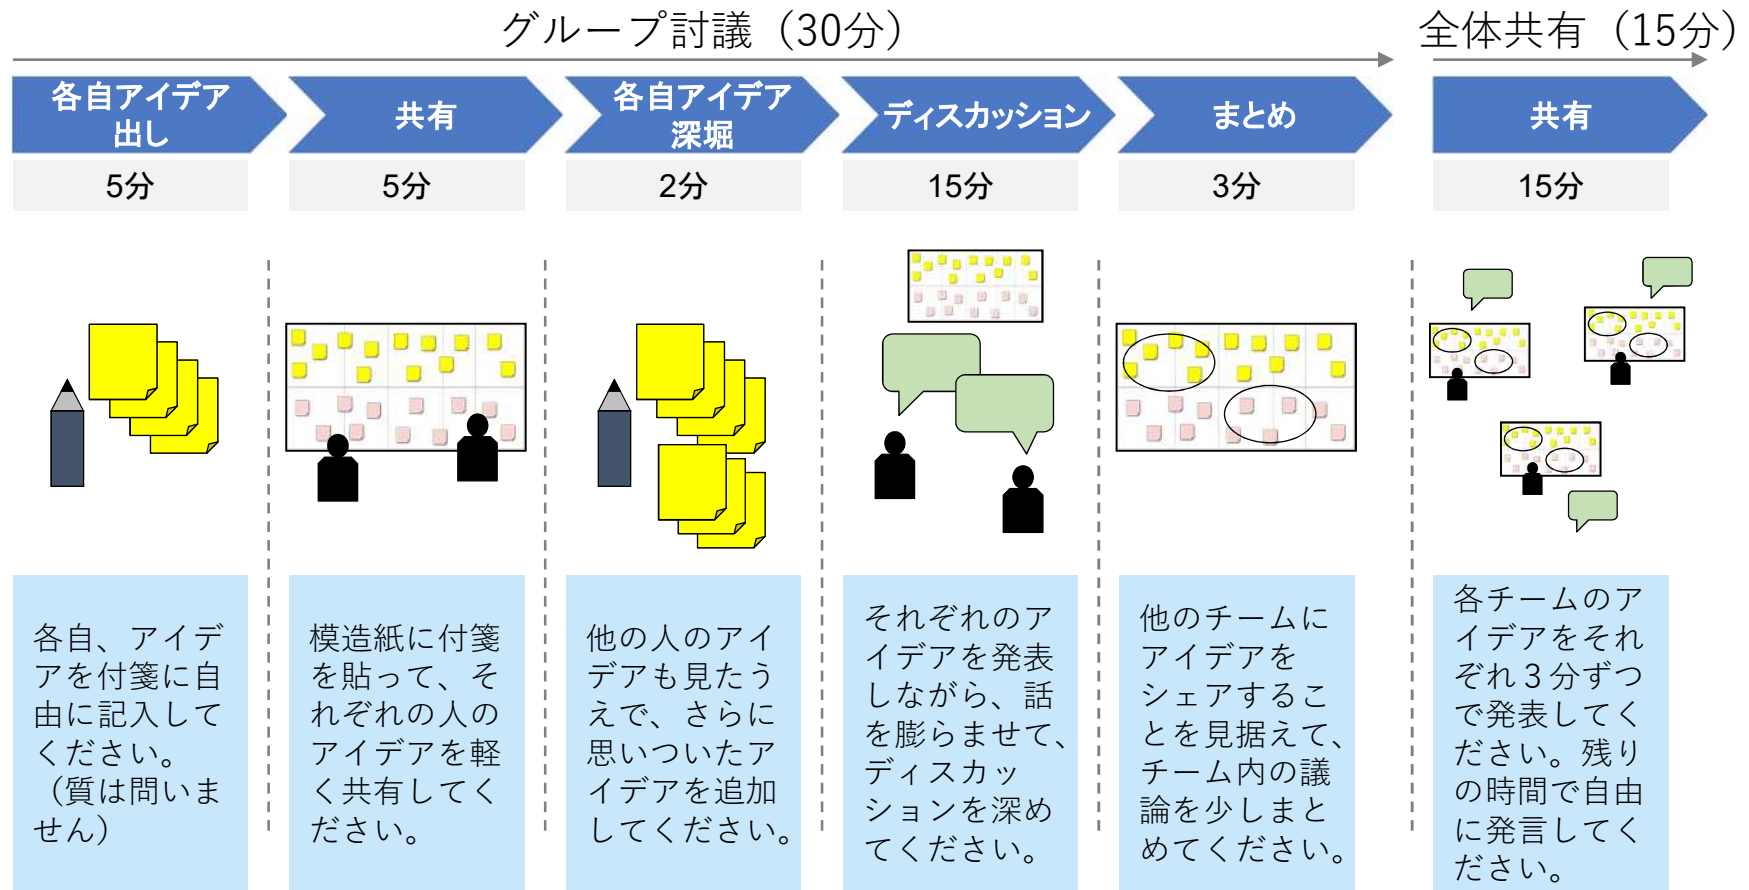 グループ討議（30分）
全体共有（15分）
各自アイデア
出し
共有
各自アイデア
深堀
ディスカッション
まとめ
共有
5分
5分
2分
15分
3分
15分
各自、アイデ
アを付箋に自
由に記入して
ください。
（質は問いま
せん）
模造紙に付箋
を貼って、そ
れぞれの人の
アイデアを軽
く共有してく
ださい。
他の人のアイ
デアも見たう
えで、さらに
思いついたア
イデアを追加
してください。
それぞれのア
イデアを発表
しながら、話
を膨らませて、
ディスカッ
ションを深め
てください。
他のチームに
アイデアを
シェアするこ
とを見据えて、
チーム内の議
論を少しまと
めてください。
各チームのア
イデアをそれ
ぞれ３分ずつ
で発表してく
ださい。残り
の時間で自由
に発言してく
ださい。